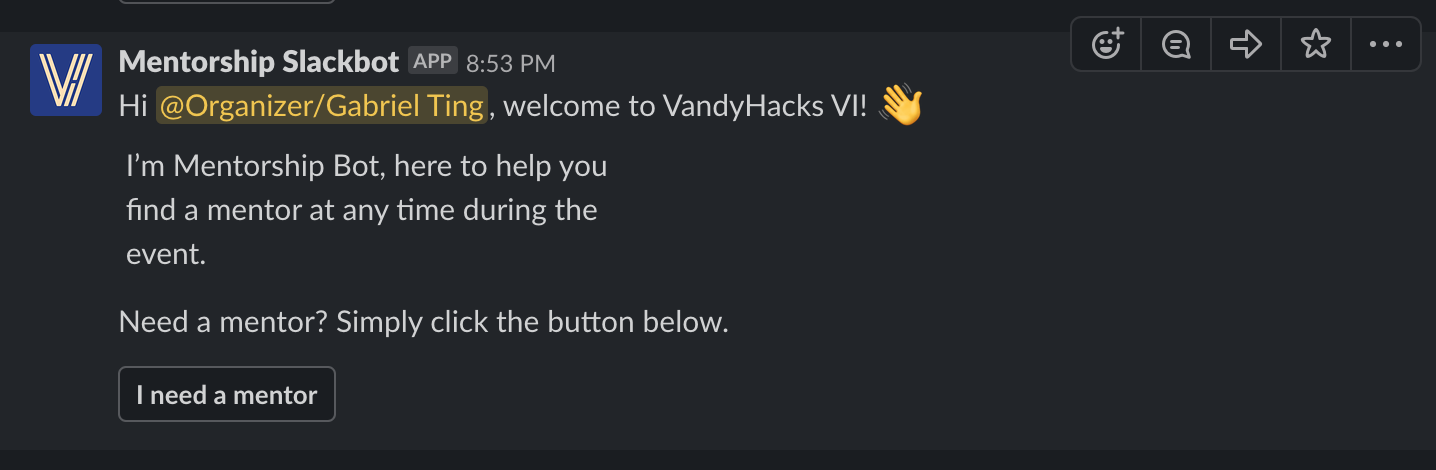 Mentorship Slackbot APP 8:53 PM
Hi @Organizer/Gabriel Ting, welcome to VandyHacks VI! 👋
I’m Mentorship Bot, here to help you
find a mentor at any time during the
event.
Need a mentor? Simply click the button below.
I need a mentor